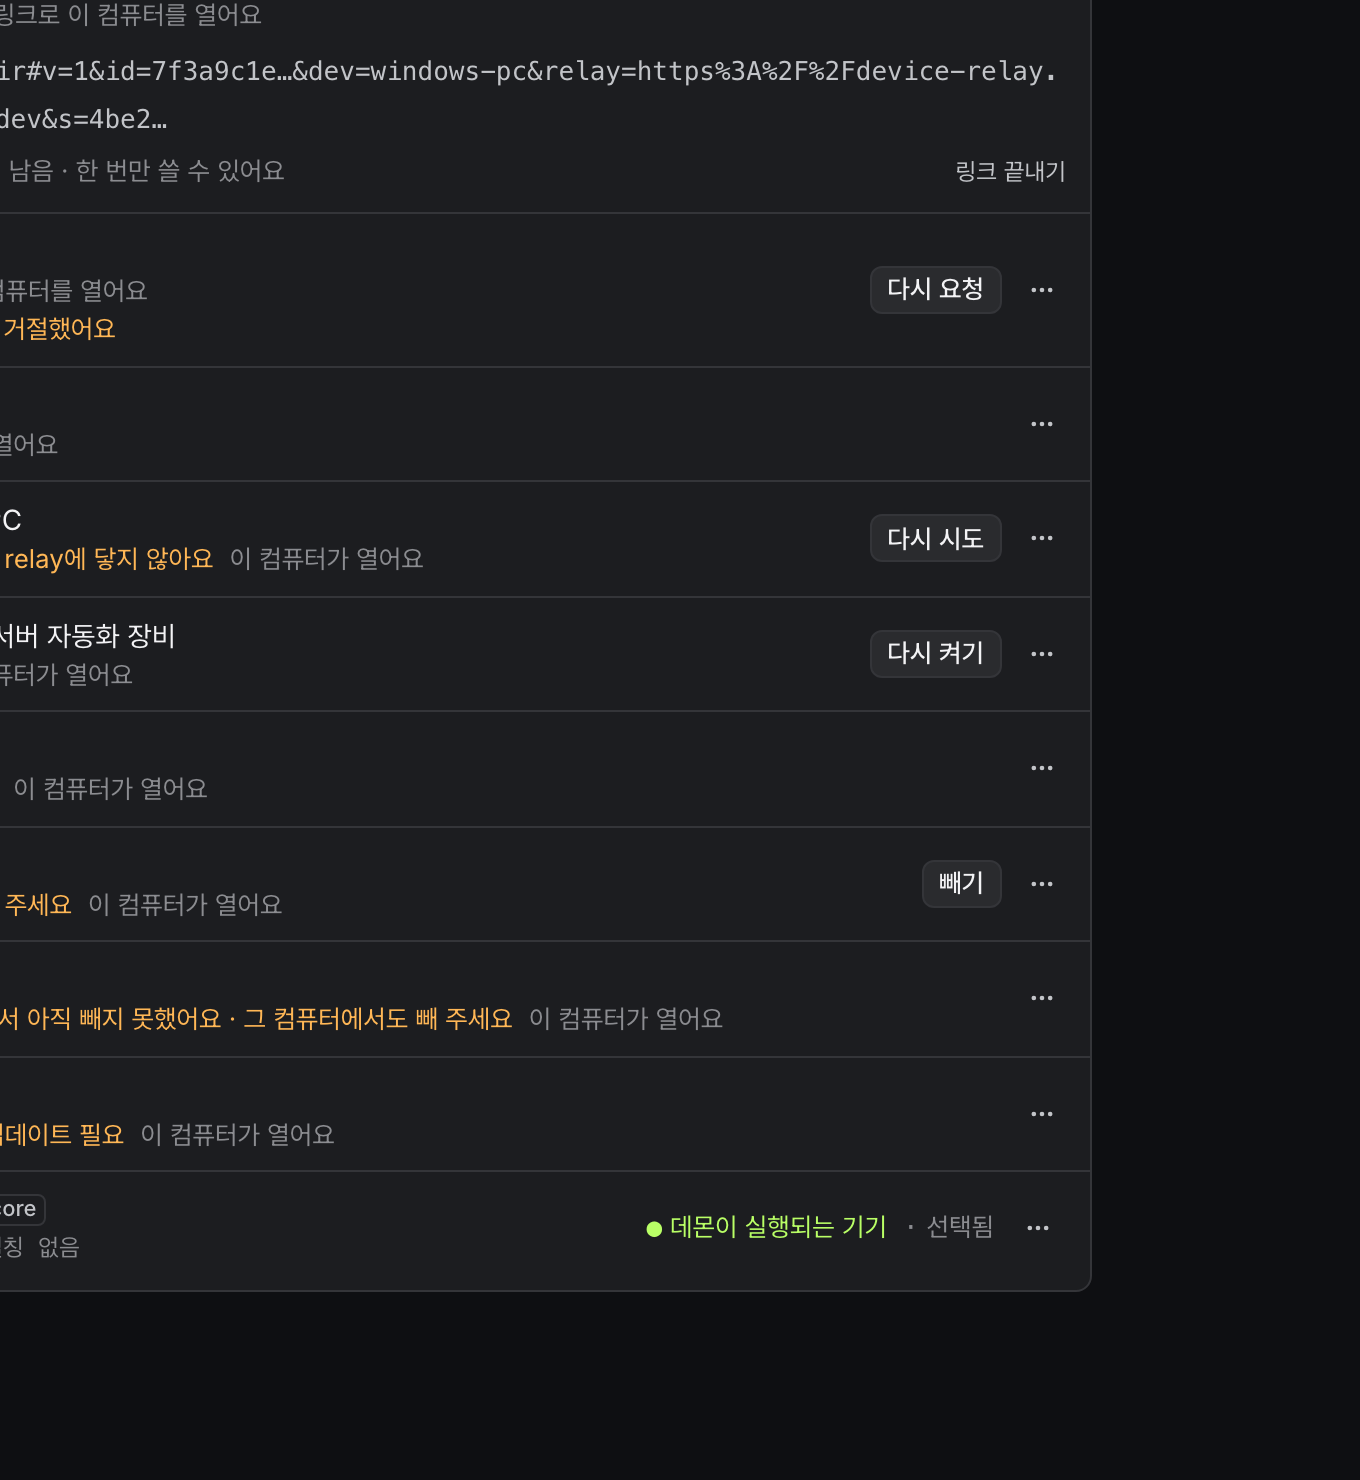 링크로 이 컴퓨터를 열어요
ir#v=1&id=7f3a9c1e…&dev=windows-pc&relay=https%3A%2F%2Fdevice-relay.
dev&s=4be2…
남음 · 한 번만 쓸 수 있어요 링크 끝내기
컴퓨터를 열어요 다시 요청
거절했어요
열어요
PC
relay에 닿지 않아요 이 컴퓨터가 열어요 다시 시도
서버 자동화 장비
퓨터가 열어요 다시 켜기
이 컴퓨터가 열어요
주세요 이 컴퓨터가 열어요 빼기
서 아직 빼지 못했어요 · 그 컴퓨터에서도 빼 주세요 이 컴퓨터가 열어요
업데이트 필요 이 컴퓨터가 열어요
core
데몬이 실행되는 기기 · 선택됨
칭 없음